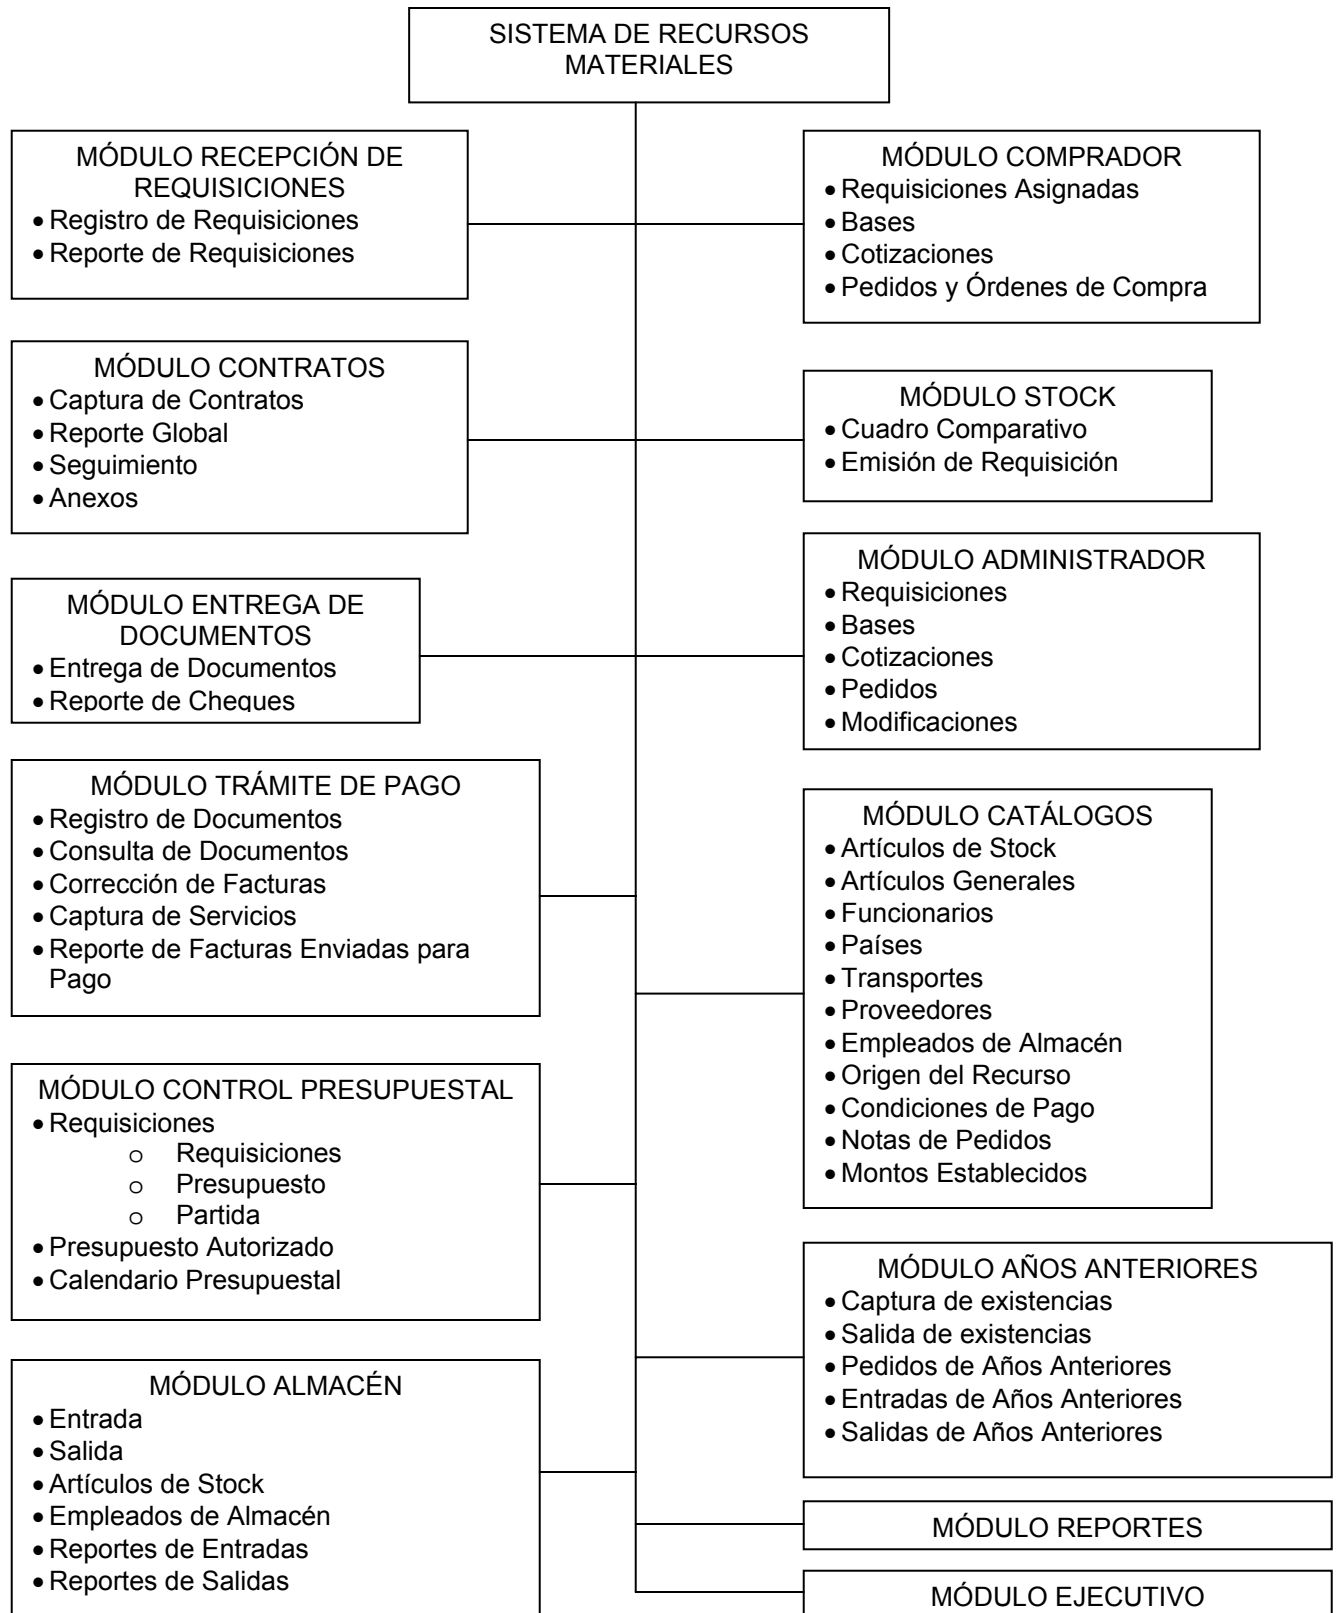 SISTEMA DE RECURSOS
MATERIALES
MÓDULO RECEPCIÓN DE
REQUISICIONES
• Registro de Requisiciones
• Reporte de Requisiciones
MÓDULO COMPRADOR
• Requisiciones Asignadas
• Bases
• Cotizaciones
• Pedidos y Órdenes de Compra
MÓDULO CONTRATOS
• Captura de Contratos
• Reporte Global
• Seguimiento
• Anexos
MÓDULO STOCK
• Cuadro Comparativo
• Emisión de Requisición
MÓDULO ENTREGA DE
DOCUMENTOS
• Entrega de Documentos
• Reporte de Cheques
MÓDULO ADMINISTRADOR
• Requisiciones
• Bases
• Cotizaciones
• Pedidos
• Modificaciones
MÓDULO TRÁMITE DE PAGO
• Registro de Documentos
• Consulta de Documentos
• Corrección de Facturas
• Captura de Servicios
• Reporte de Facturas Enviadas para
Pago
MÓDULO CATÁLOGOS
• Artículos de Stock
• Artículos Generales
• Funcionarios
• Países
• Transportes
• Proveedores
• Empleados de Almacén
• Origen del Recurso
• Condiciones de Pago
• Notas de Pedidos
• Montos Establecidos
MÓDULO CONTROL PRESUPUESTAL
• Requisiciones
o Requisiciones
o Presupuesto
o Partida
• Presupuesto Autorizado
• Calendario Presupuestal
MÓDULO AÑOS ANTERIORES
• Captura de existencias
• Salida de existencias
• Pedidos de Años Anteriores
• Entradas de Años Anteriores
• Salidas de Años Anteriores
MÓDULO ALMACÉN
• Entrada
• Salida
• Artículos de Stock
• Empleados de Almacén
• Reportes de Entradas
• Reportes de Salidas
MÓDULO REPORTES
MÓDULO EJECUTIVO